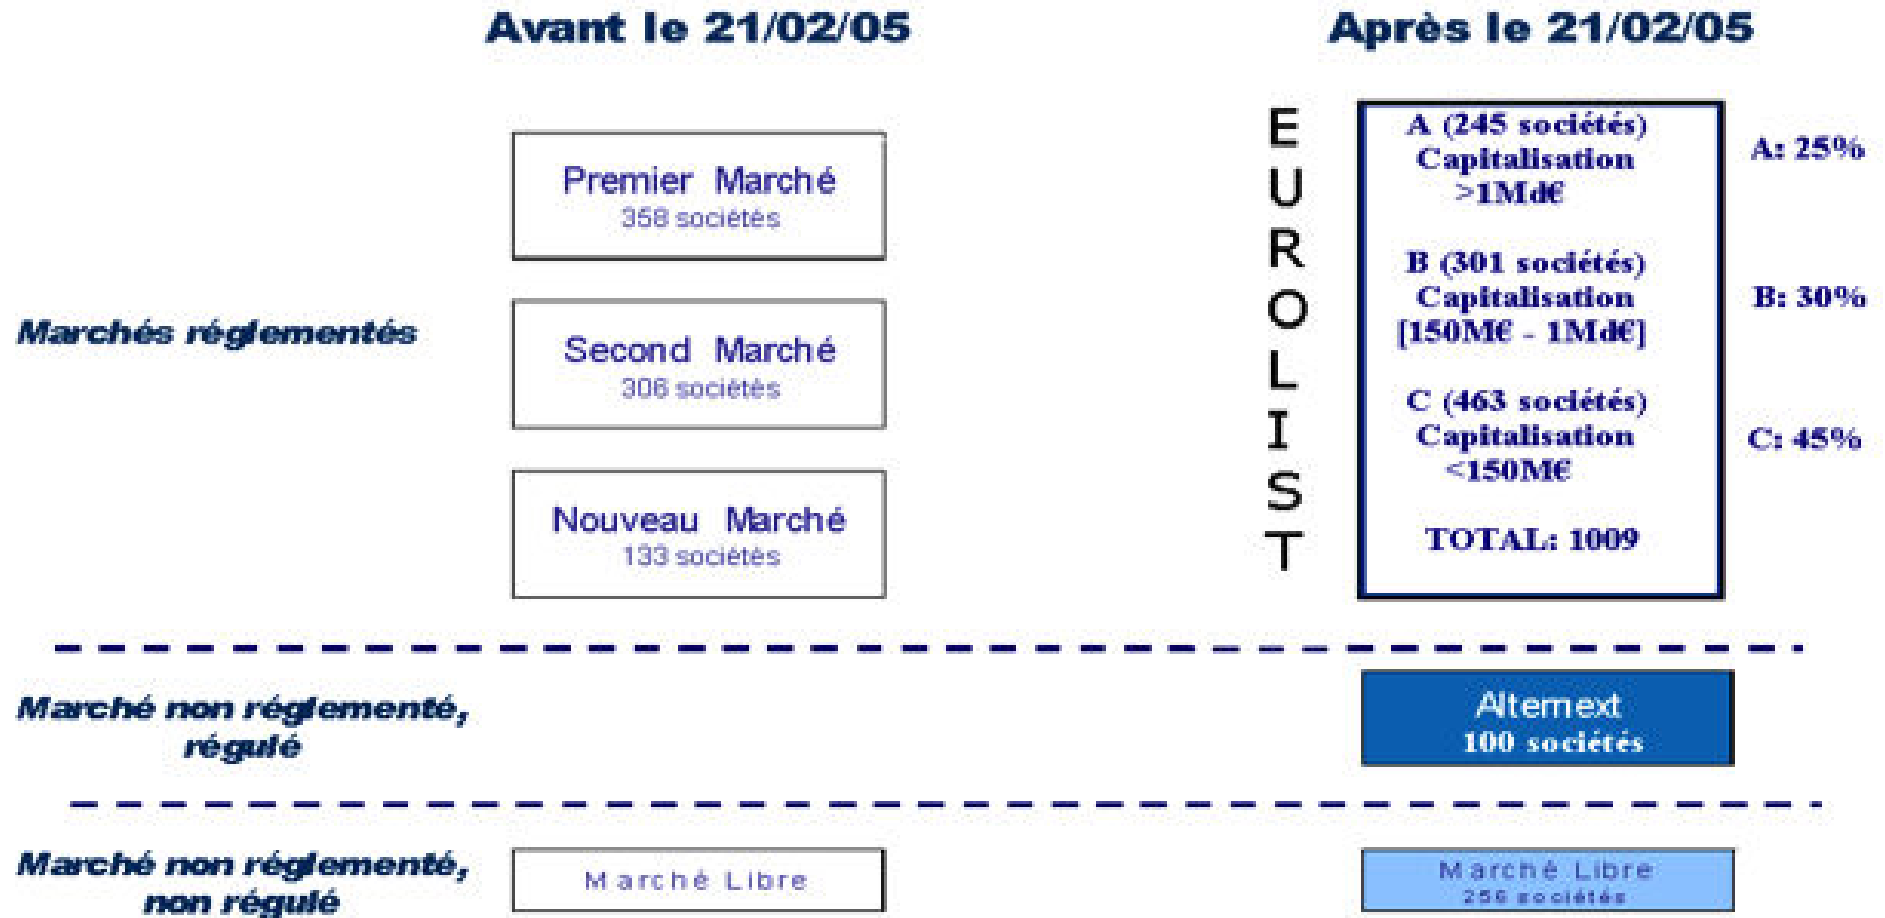 Avant le 21/02/05
Après le 21/02/05
Marchés réglementés
Premier Marché
358 sociétés
Second Marché
306 sociétés
Nouveau Marché
133 sociétés
EUROLIST
A (245 sociétés)
Capitalisation
>1Md€
B (301 sociétés)
Capitalisation
[150M€ - 1Md€]
C (463 sociétés)
Capitalisation
<150M€
TOTAL: 1009
A: 25%
B: 30%
C: 45%
Marché non réglementé,
régulé
Alternext
100 sociétés
Marché non réglementé,
non régulé
Marché Libre
Marché Libre
256 sociétés